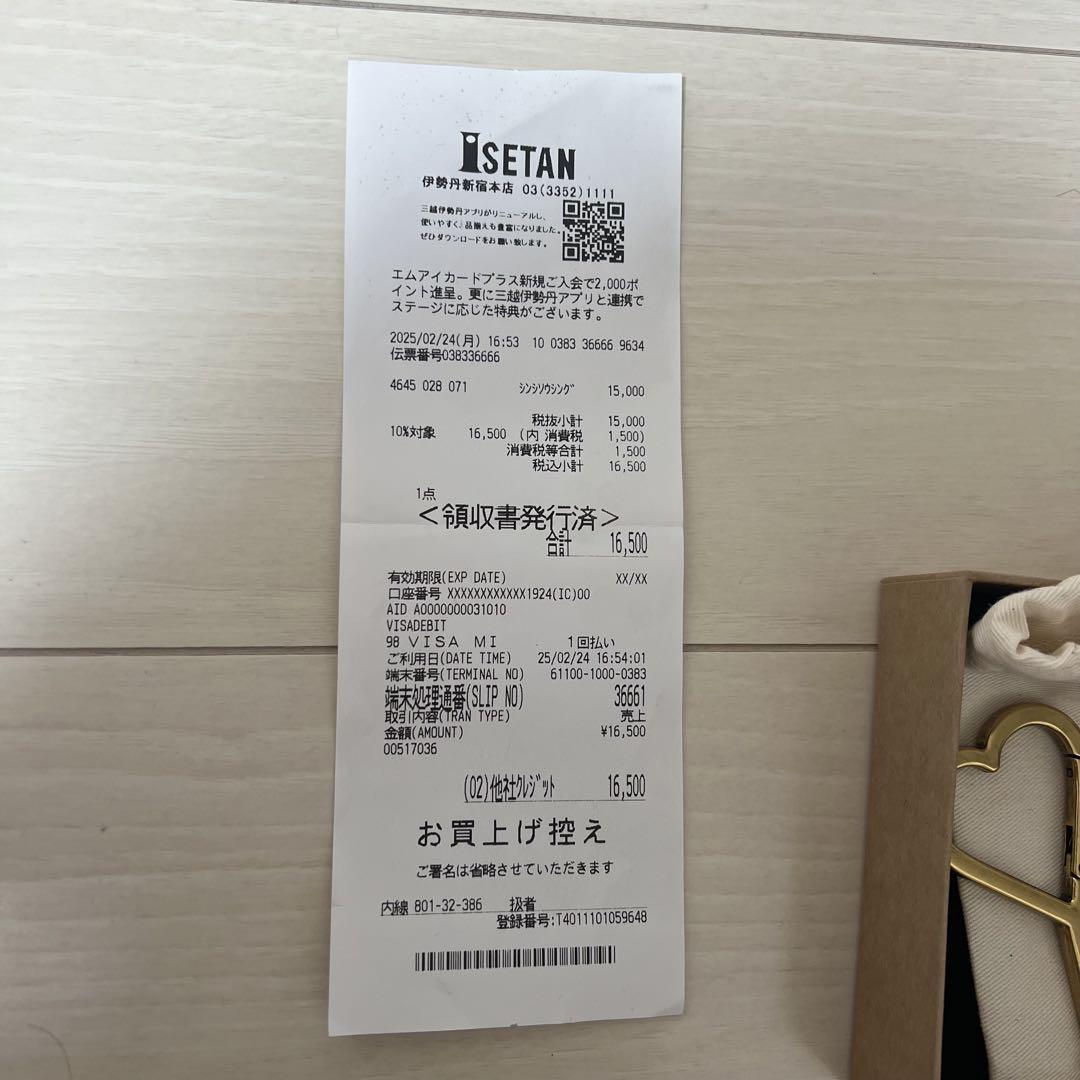 ISETAN
伊勢丹新宿本店 03(3352)1111
三越伊勢丹アプリがリニューアルし、
使いやすく、品揃えも豊富になりました。
ぜひダウンロードをお願い致します。
エムアイカードプラス新規ご入会で2,000ポ
イント進呈。更に三越伊勢丹アプリと連携で
ステージに応じた特典がございます。
2025/02/24(月) 16:53 10 0383 36666 9634
伝票番号038336666
4645 028 071 シンシソウシング 15,000
税抜小計 15,000
10%対象 16,500 (内 消費税 1,500)
消費税等合計 1,500
税込小計 16,500
1点
<領収書発行済>
合計 16,500
有効期限(EXP DATE) XX/XX
口座番号 XXXXXXXXXXXX1924(IC)00
AID A0000000031010
VISADEBIT
98 VISA MI 1回払い
ご利用日(DATE TIME) 25/02/24 16:54:01
端末番号(TERMINAL NO) 61100-1000-0383
端末処理通番(SLIP NO) 36661
取引内容(TRAN TYPE) 売上
金額(AMOUNT) ¥16,500
00517036
(02)他社クレジット 16,500
お買上げ控え
ご署名は省略させていただきます
内線 801-32-386 扱者
登録番号:T4011101059648